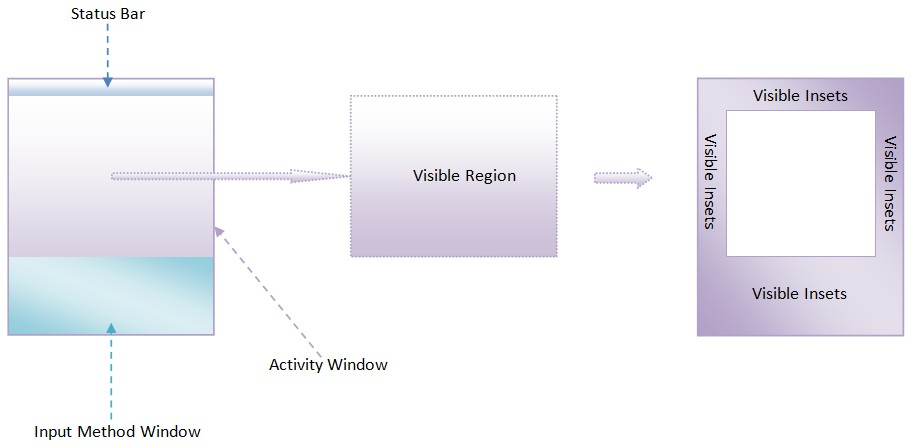 Status Bar
Visible Insets
Visible Insets
Visible Region
Visible Insets
Visible Insets
Activity Window
Input Method Window